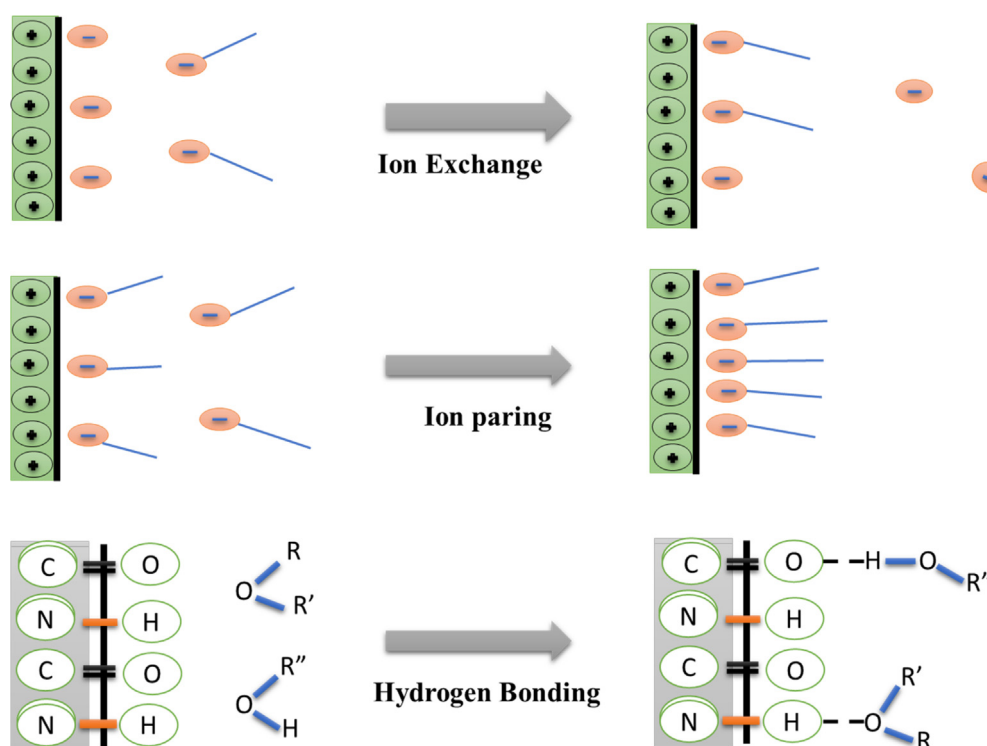 Ion Exchange
Ion paring
C O
N H
C O
N H
R
O
R’
R”
O
H
Hydrogen Bonding
C O H O
R’
N H
C O
R’
N H O
R